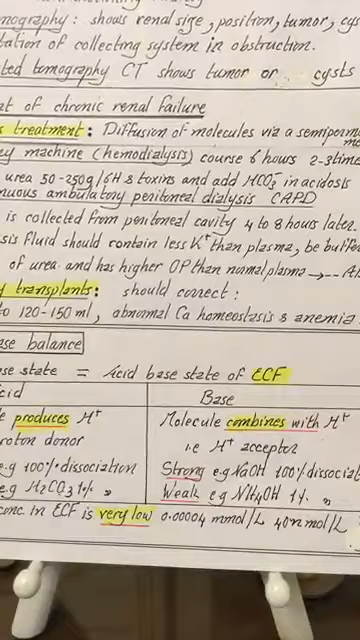 nography: shows renal size, position, tumor, cys
tation of collecting system in obstruction.
ted tomography CT shows tumor or cysts
at of chronic renal failure
s treatment: Diffusion of molecules via a semiperm
ey machine (hemodialysis) course 6 hours 2-3 time
urea 50-250g/6H & toxins and add HCO3⁻ in acidosis
nuous ambulatory peritoneal dialysis CAPD
is collected from peritoneal cavity 4 to 8 hours later.
sis fluid should contain less K⁺ than plasma, be buffer
of urea and has higher OP than normal plasma →
y transplants: should correct:
to 120-150 ml, abnormal Ca homeostasis & anemia
ase balance
ase state = Acid base state of ECF
cid Base
e produces H⁺ Molecule combines with H⁺
roton donor i.e H⁺ acceptor
e.g 100% dissociation Strong e.g NaOH 100% dissociat
e.g H2CO3 1% " Weak e.g NH4OH 1% "
conc. in ECF is very low 0.00004 mmol/L 40 nmol/L